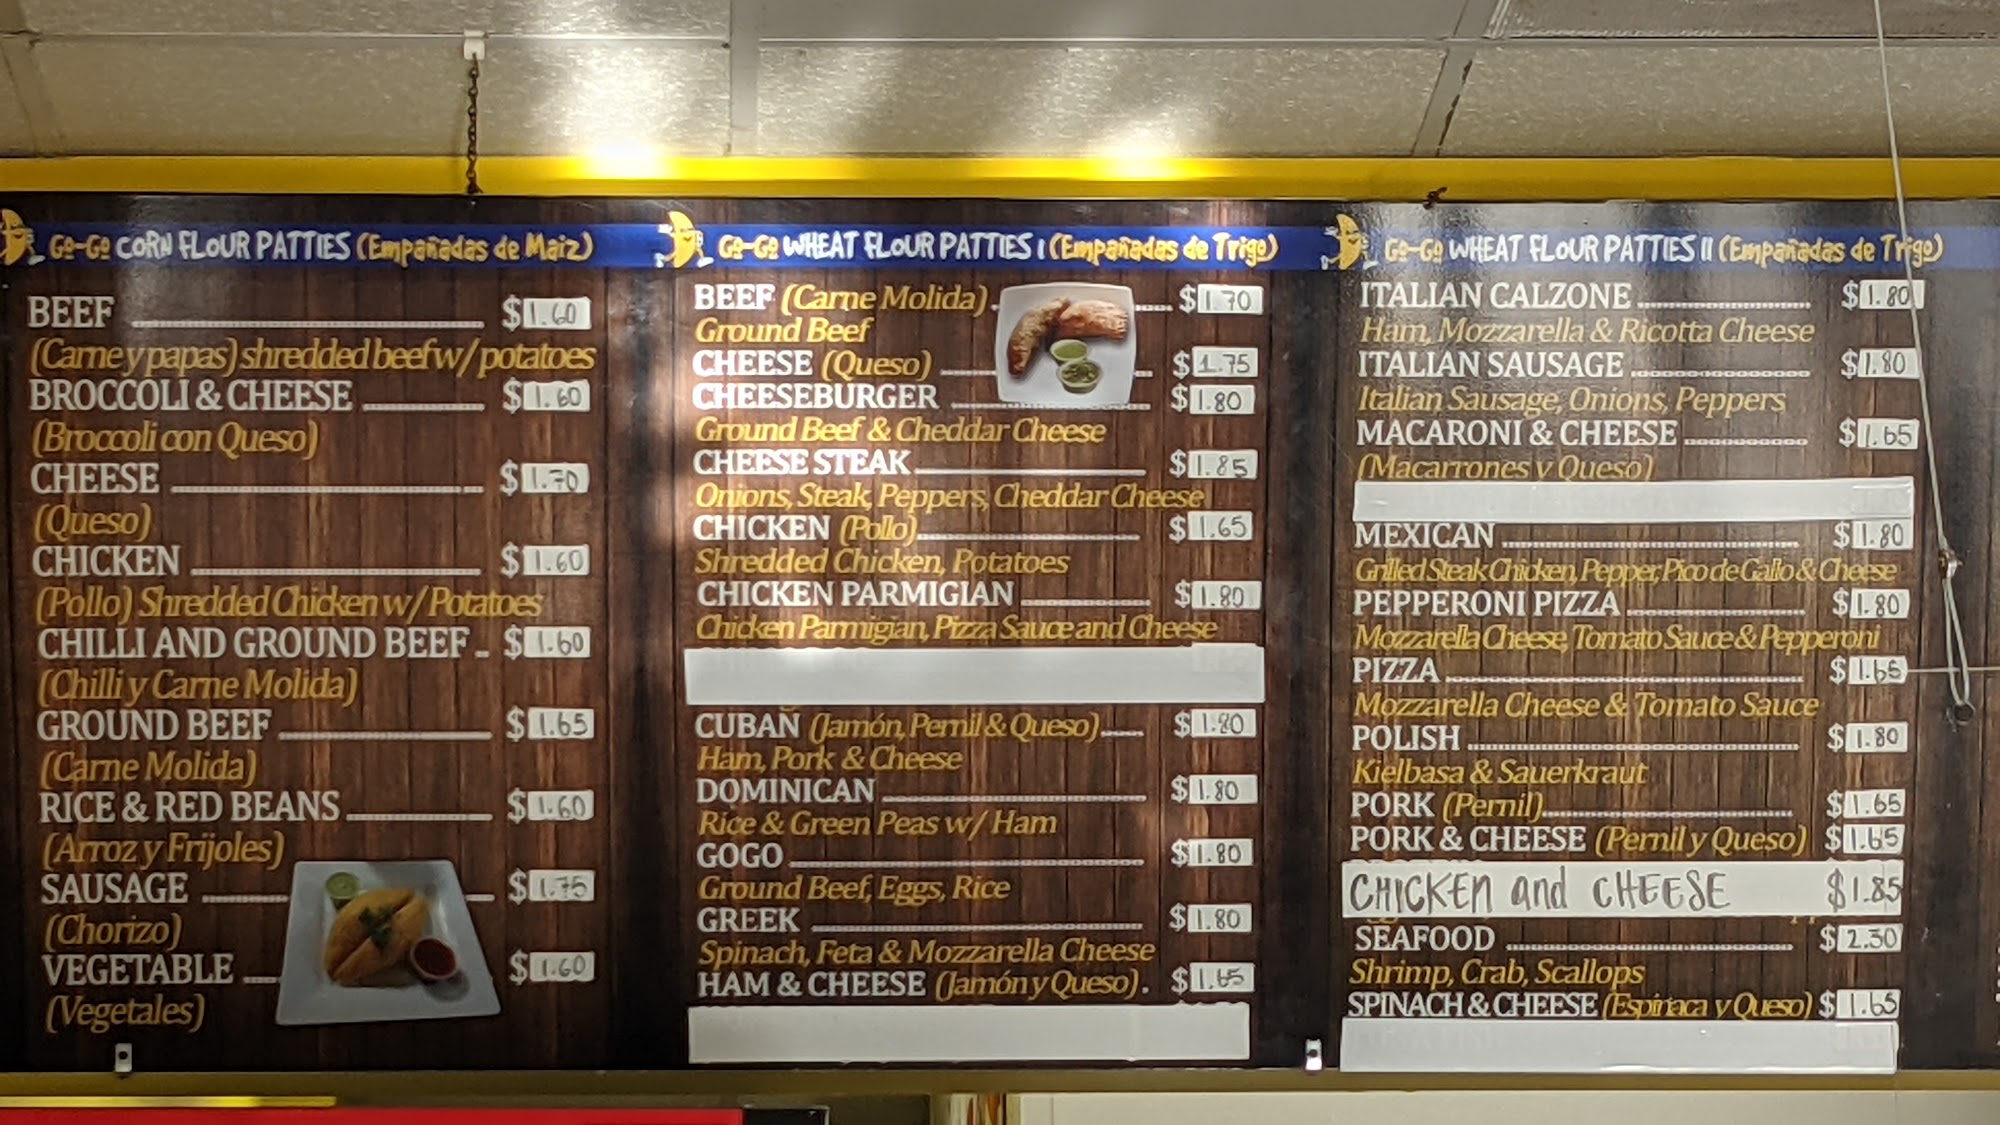 Go-Go CORN FLOUR PATTIES (Empañadas de Maiz)
BEEF $1.60
(Carne y papas) shredded beef w/ potatoes
BROCCOLI & CHEESE $1.60
(Broccoli con Queso)
CHEESE $1.70
(Queso)
CHICKEN $1.60
(Pollo) Shredded Chicken w/ Potatoes
CHILLI AND GROUND BEEF $1.60
(Chilli y Carne Molida)
GROUND BEEF $1.65
(Carne Molida)
RICE & RED BEANS $1.60
(Arroz y Frijoles)
SAUSAGE $1.75
(Chorizo)
VEGETABLE $1.60
(Vegetales)
Go-Go WHEAT FLOUR PATTIES I (Empañadas de Trigo)
BEEF (Carne Molida) $1.70
Ground Beef
CHEESE (Queso) $1.75
CHEESEBURGER $1.80
Ground Beef & Cheddar Cheese
CHEESE STEAK $1.85
Onions, Steak, Peppers, Cheddar Cheese
CHICKEN (Pollo) $1.65
Shredded Chicken, Potatoes
CHICKEN PARMIGIAN $1.80
Chicken Parmigian, Pizza Sauce and Cheese
CUBAN (Jamón, Pernil & Queso) $1.80
Ham, Pork & Cheese
DOMINICAN $1.80
Rice & Green Peas w/ Ham
GOGO $1.80
Ground Beef, Eggs, Rice
GREEK $1.80
Spinach, Feta & Mozzarella Cheese
HAM & CHEESE (Jamón y Queso) $1.65
Go-Go WHEAT FLOUR PATTIES II (Empañadas de Trigo)
ITALIAN CALZONE $1.80
Ham, Mozzarella & Ricotta Cheese
ITALIAN SAUSAGE $1.80
Italian Sausage, Onions, Peppers
MACARONI & CHEESE $1.65
(Macarrones y Queso)
MEXICAN $1.80
Grilled Steak Chicken, Pepper, Pico de Gallo & Cheese
PEPPERONI PIZZA $1.80
Mozzarella Cheese, Tomato Sauce & Pepperoni
PIZZA $1.65
Mozzarella Cheese & Tomato Sauce
POLISH $1.80
Kielbasa & Sauerkraut
PORK (Pernil) $1.65
PORK & CHEESE (Pernil y Queso) $1.65
CHICKEN and CHEESE $1.85
SEAFOOD $2.30
Shrimp, Crab, Scallops
SPINACH & CHEESE (Espinaca y Queso) $1.65